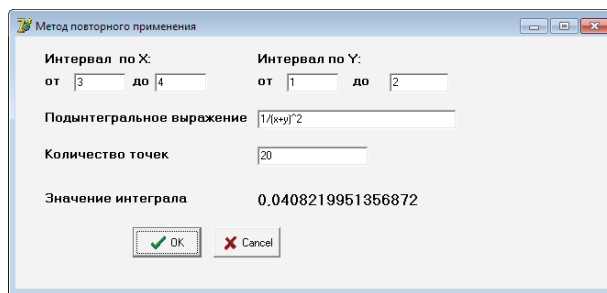 Метод повторного применения
Интервал по X: Интервал по Y:
от 3 до 4 от 1 до 2
Подынтегральное выражение 1/(x+y)^2
Количество точек 20
Значение интеграла 0,0408219951356872
OK Cancel